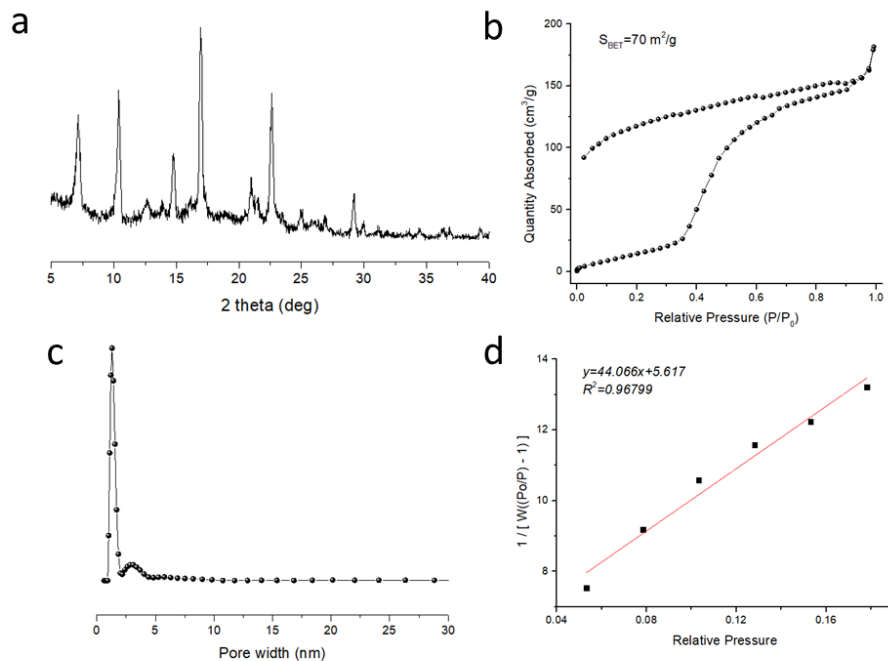 a
5 10 15 20 25 30 35 40
2 theta (deg)
b
S_BET=70 m²/g
200
150
100
50
0
Quantity Absorbed (cm³/g)
0.0 0.2 0.4 0.6 0.8 1.0
Relative Pressure (P/P₀)
c
0 5 10 15 20 25 30
Pore width (nm)
d
y=44.066x+5.617
R²=0.96799
14
12
10
8
1 / [ W((Po/P) - 1) ]
0.04 0.08 0.12 0.16
Relative Pressure